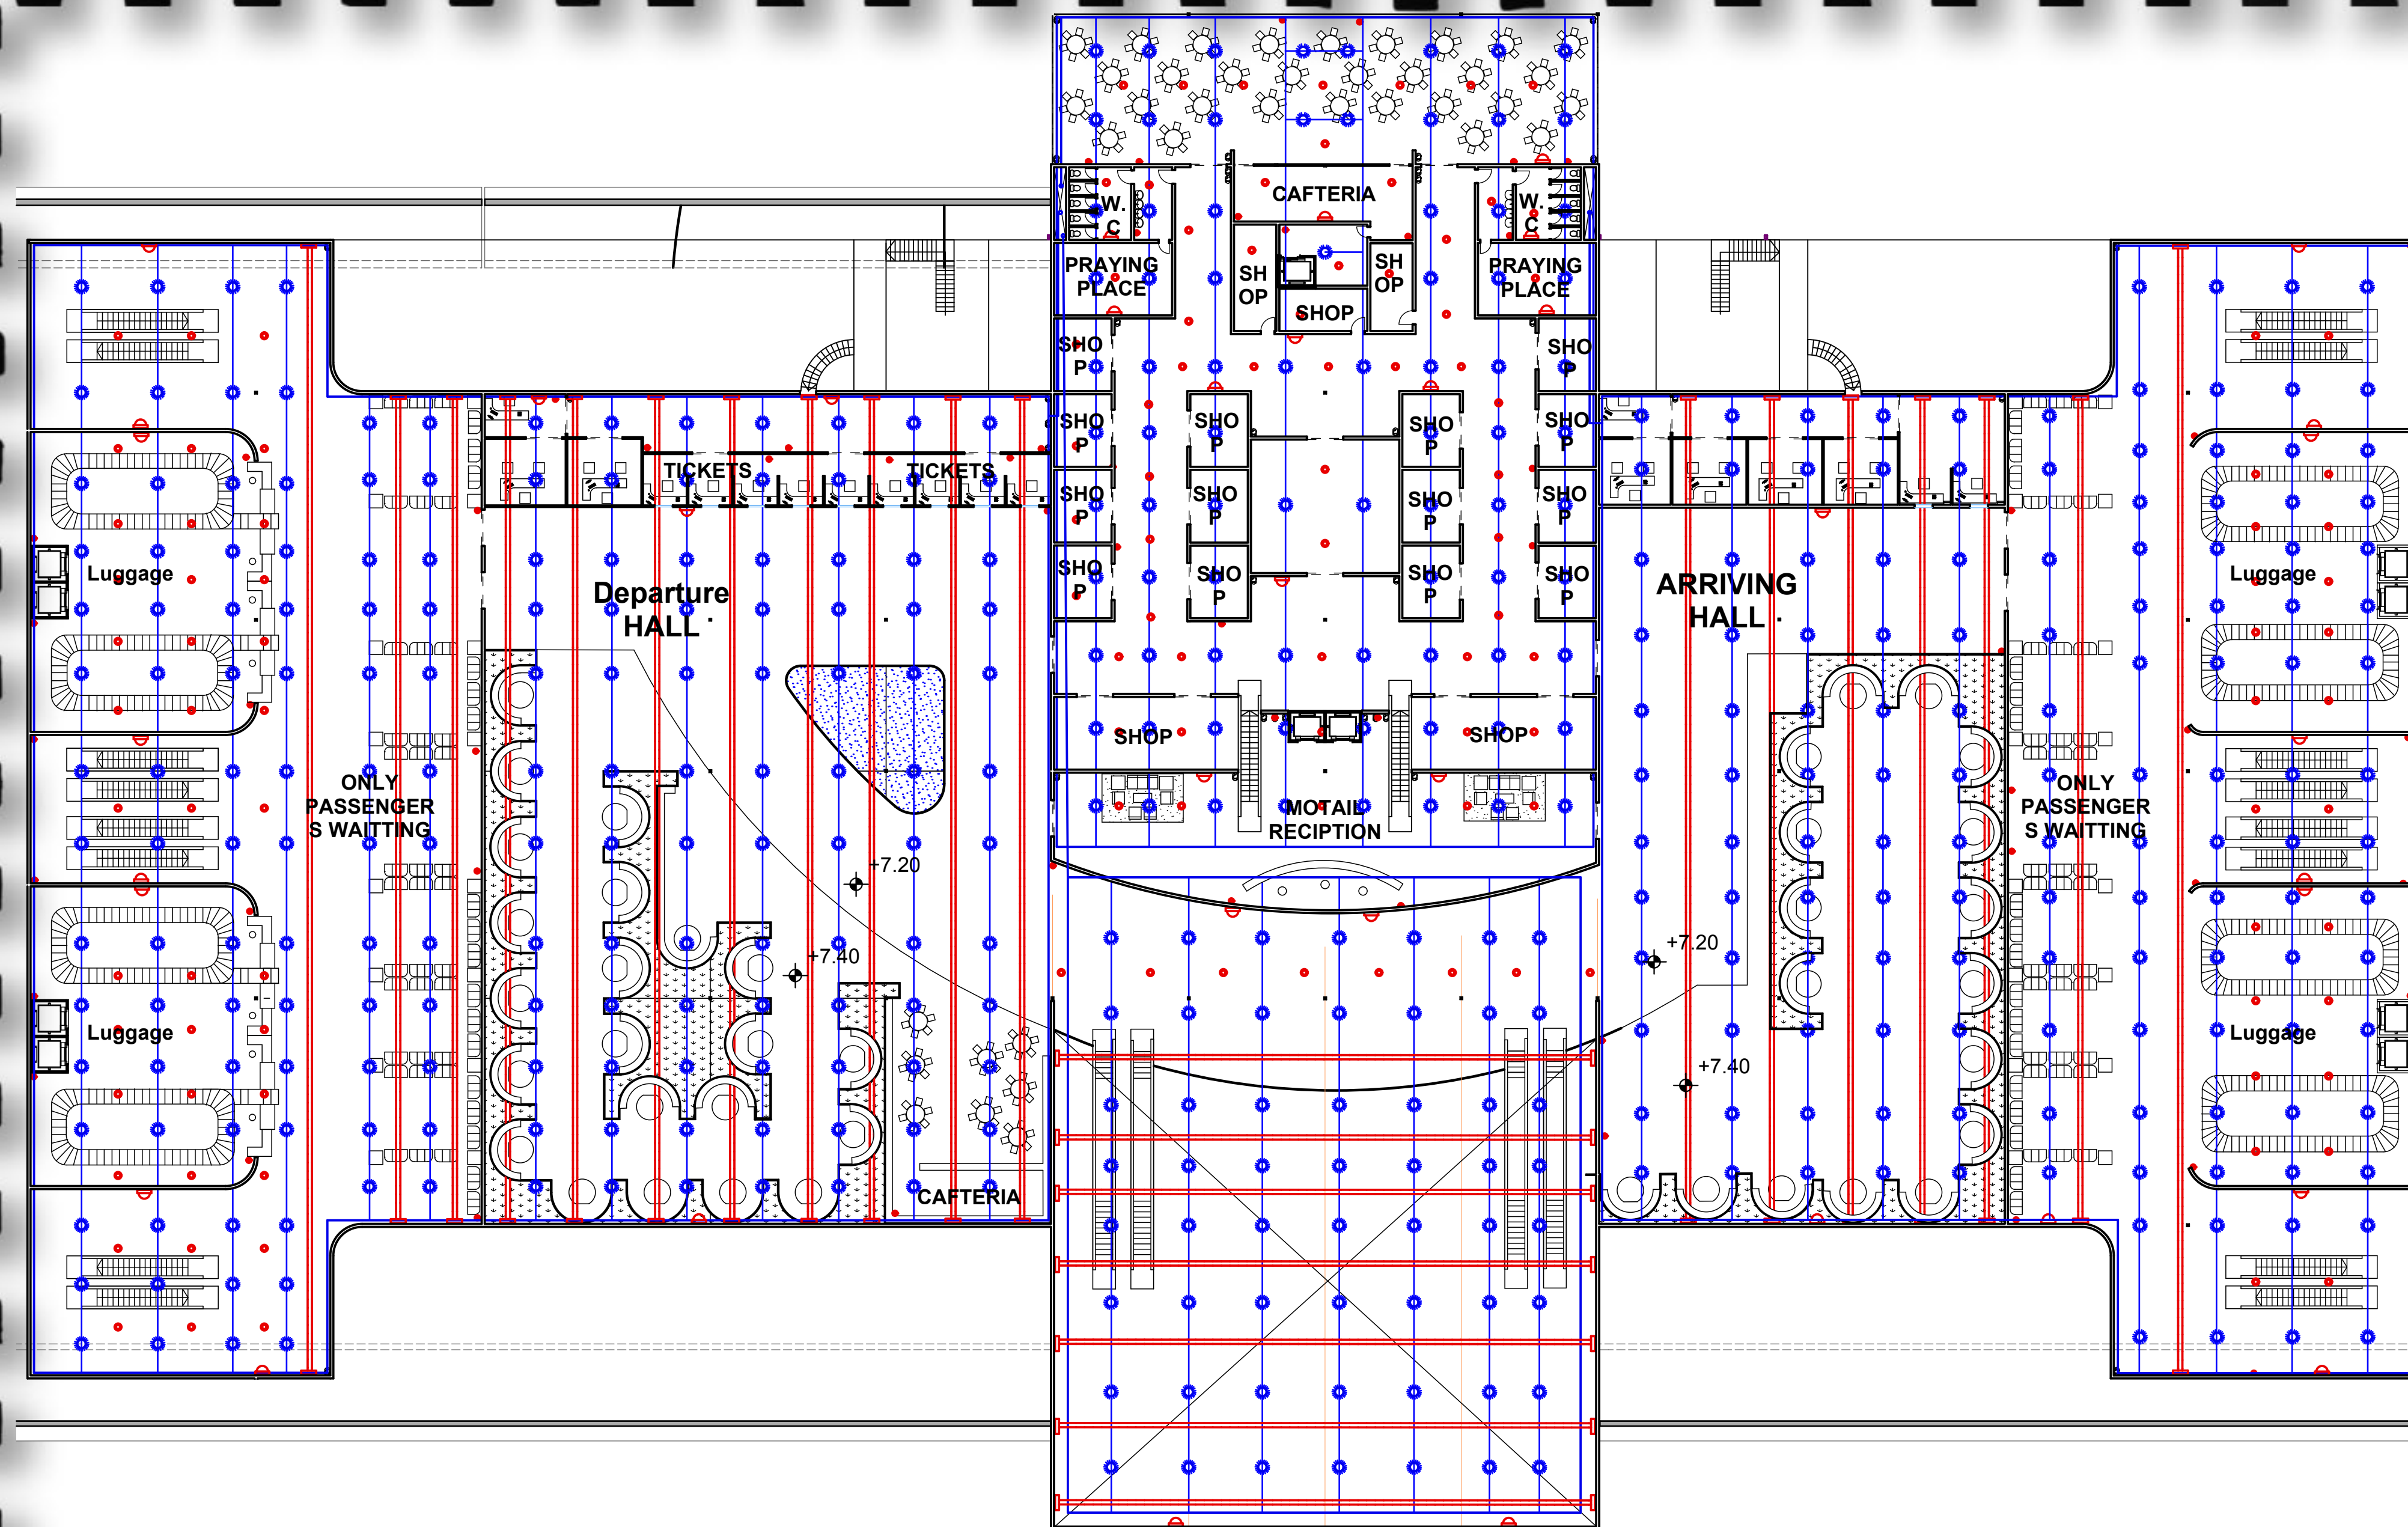 CAFTERIA
W.
C
W.
C
PRAYING
PLACE
SH
OP
SH
OP
SHOP
PRAYING
PLACE
SHO
P
SHO
P
SHO
P
SHO
P
SHO
P
SHO
P
TICKETS
TICKETS
SHO
P
SHO
P
SHO
P
SHO
P
Luggage
Departure
HALL
SHO
P
SHO
P
SHO
P
SHO
P
ARRIVING
HALL
Luggage
SHOP
SHOP
ONLY
PASSENGER
S WAITTING
MOTAIL
RECIPTION
ONLY
PASSENGER
S WAITTING
+7.20
+7.40
+7.20
+7.40
Luggage
Luggage
CAFTERIA